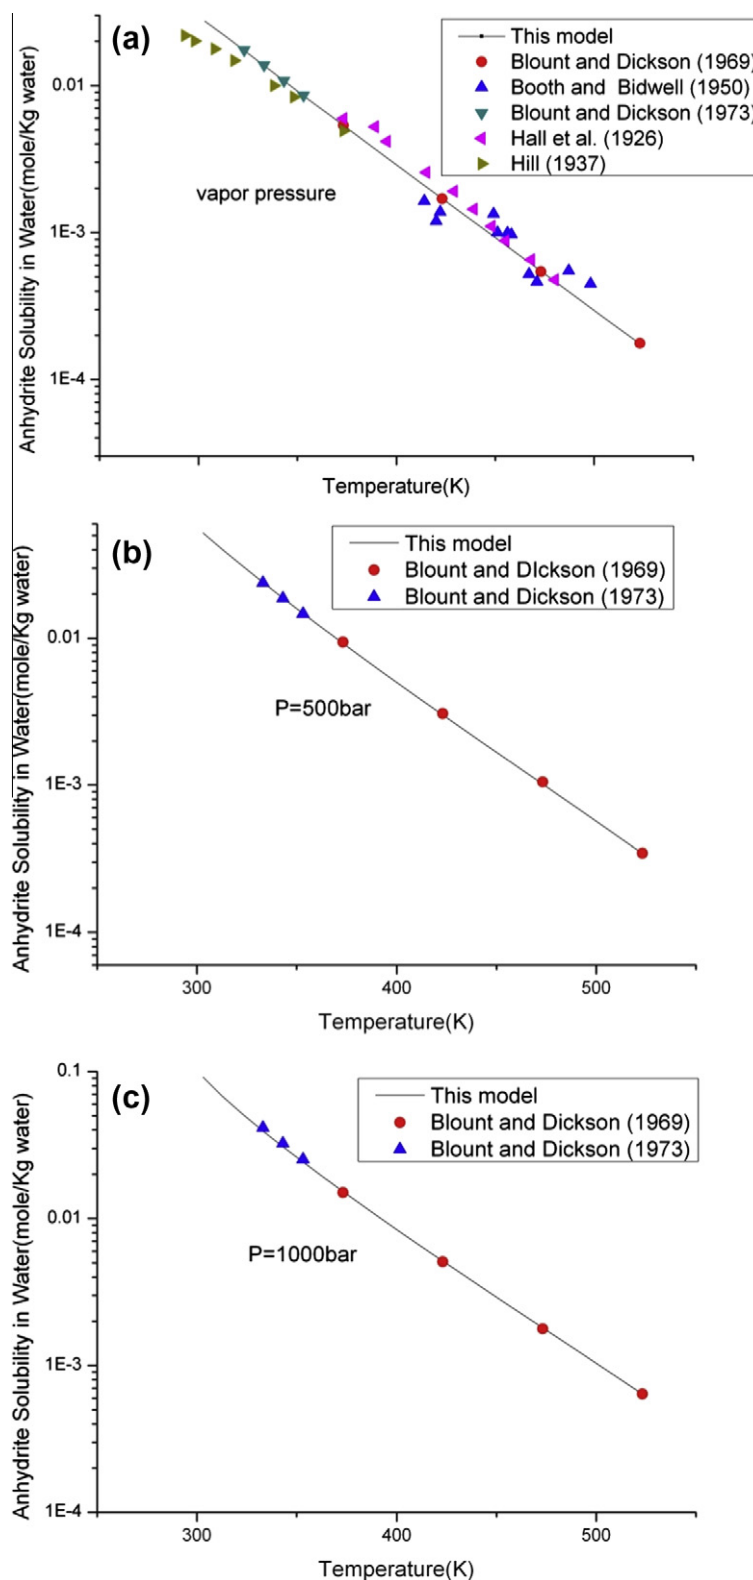 (a)
This model
Blount and Dickson (1969)
Booth and Bidwell (1950)
Blount and Dickson (1973)
Hall et al. (1926)
Hill (1937)
vapor pressure
0.01
1E-3
1E-4
Anhydrite Solubility in Water(mole/Kg water)
Temperature(K)
(b)
This model
Blount and DIckson (1969)
Blount and Dickson (1973)
P=500bar
0.01
1E-3
1E-4
300 400 500
Anhydrite Solubility in Water(mole/Kg water)
Temperature(K)
(c)
This model
Blount and Dickson (1969)
Blount and Dickson (1973)
P=1000bar
0.1
0.01
1E-3
1E-4
300 400 500
Anhydrite Solubility in Water(mole/Kg water)
Temperature(K)